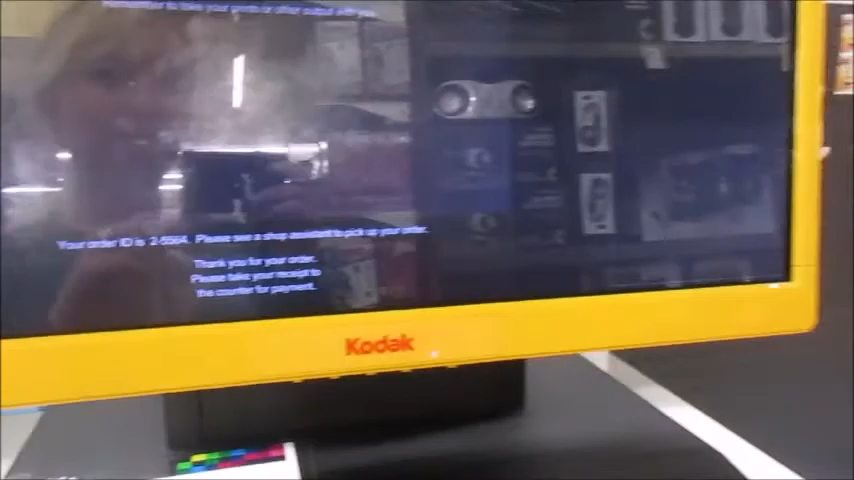 Remember to take your prints or other output with you.
Your order ID is 2-5564. Please see a shop assistant to pick up your order.
Thank you for your order.
Please take your receipt to
the counter for payment.
Kodak